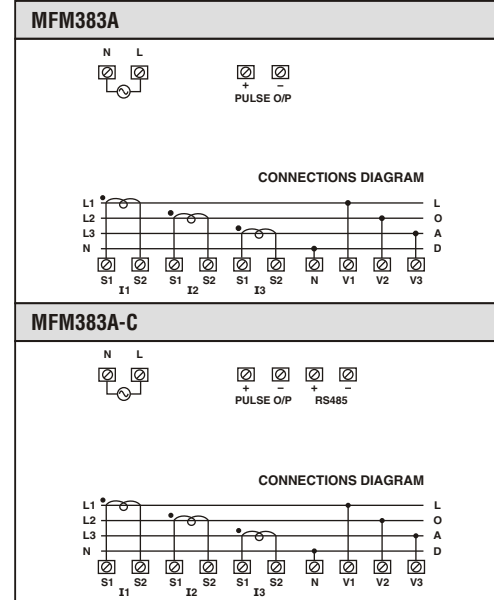 MFM383A
N L
+ –
PULSE O/P
CONNECTIONS DIAGRAM
L1 L
L2 O
L3 A
N D
S1 S2 S1 S2 S1 S2 N V1 V2 V3
I1 I2 I3
MFM383A-C
N L
+ – + –
PULSE O/P RS485
CONNECTIONS DIAGRAM
L1 L
L2 O
L3 A
N D
S1 S2 S1 S2 S1 S2 N V1 V2 V3
I1 I2 I3